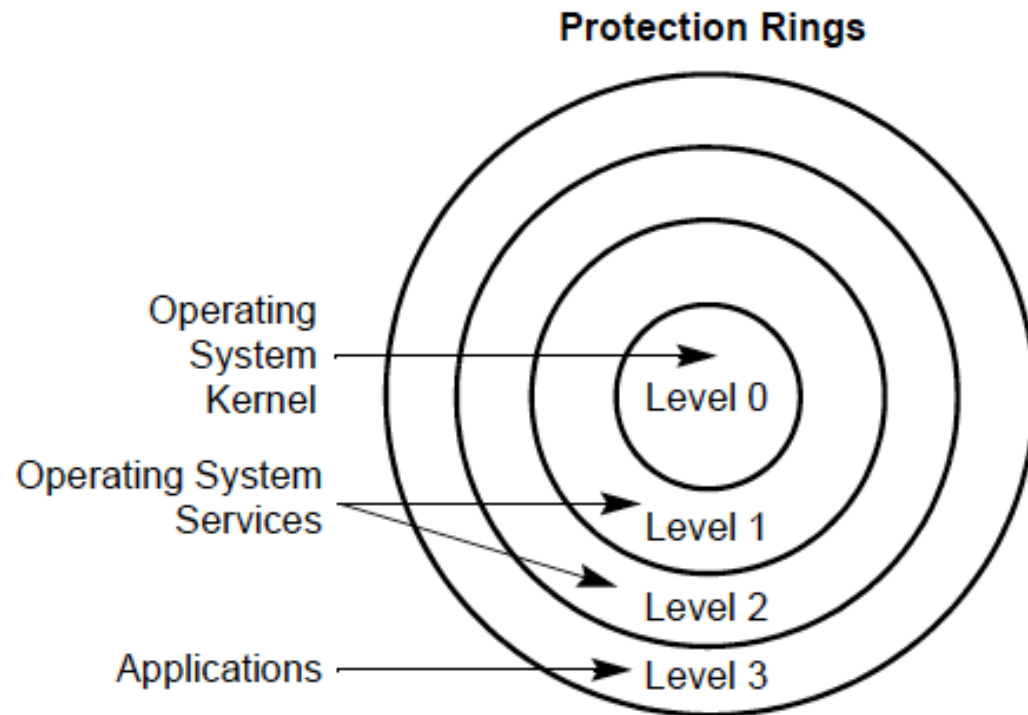 Protection Rings
Operating
System
Kernel
Level 0
Operating System
Services
Level 1
Level 2
Applications
Level 3